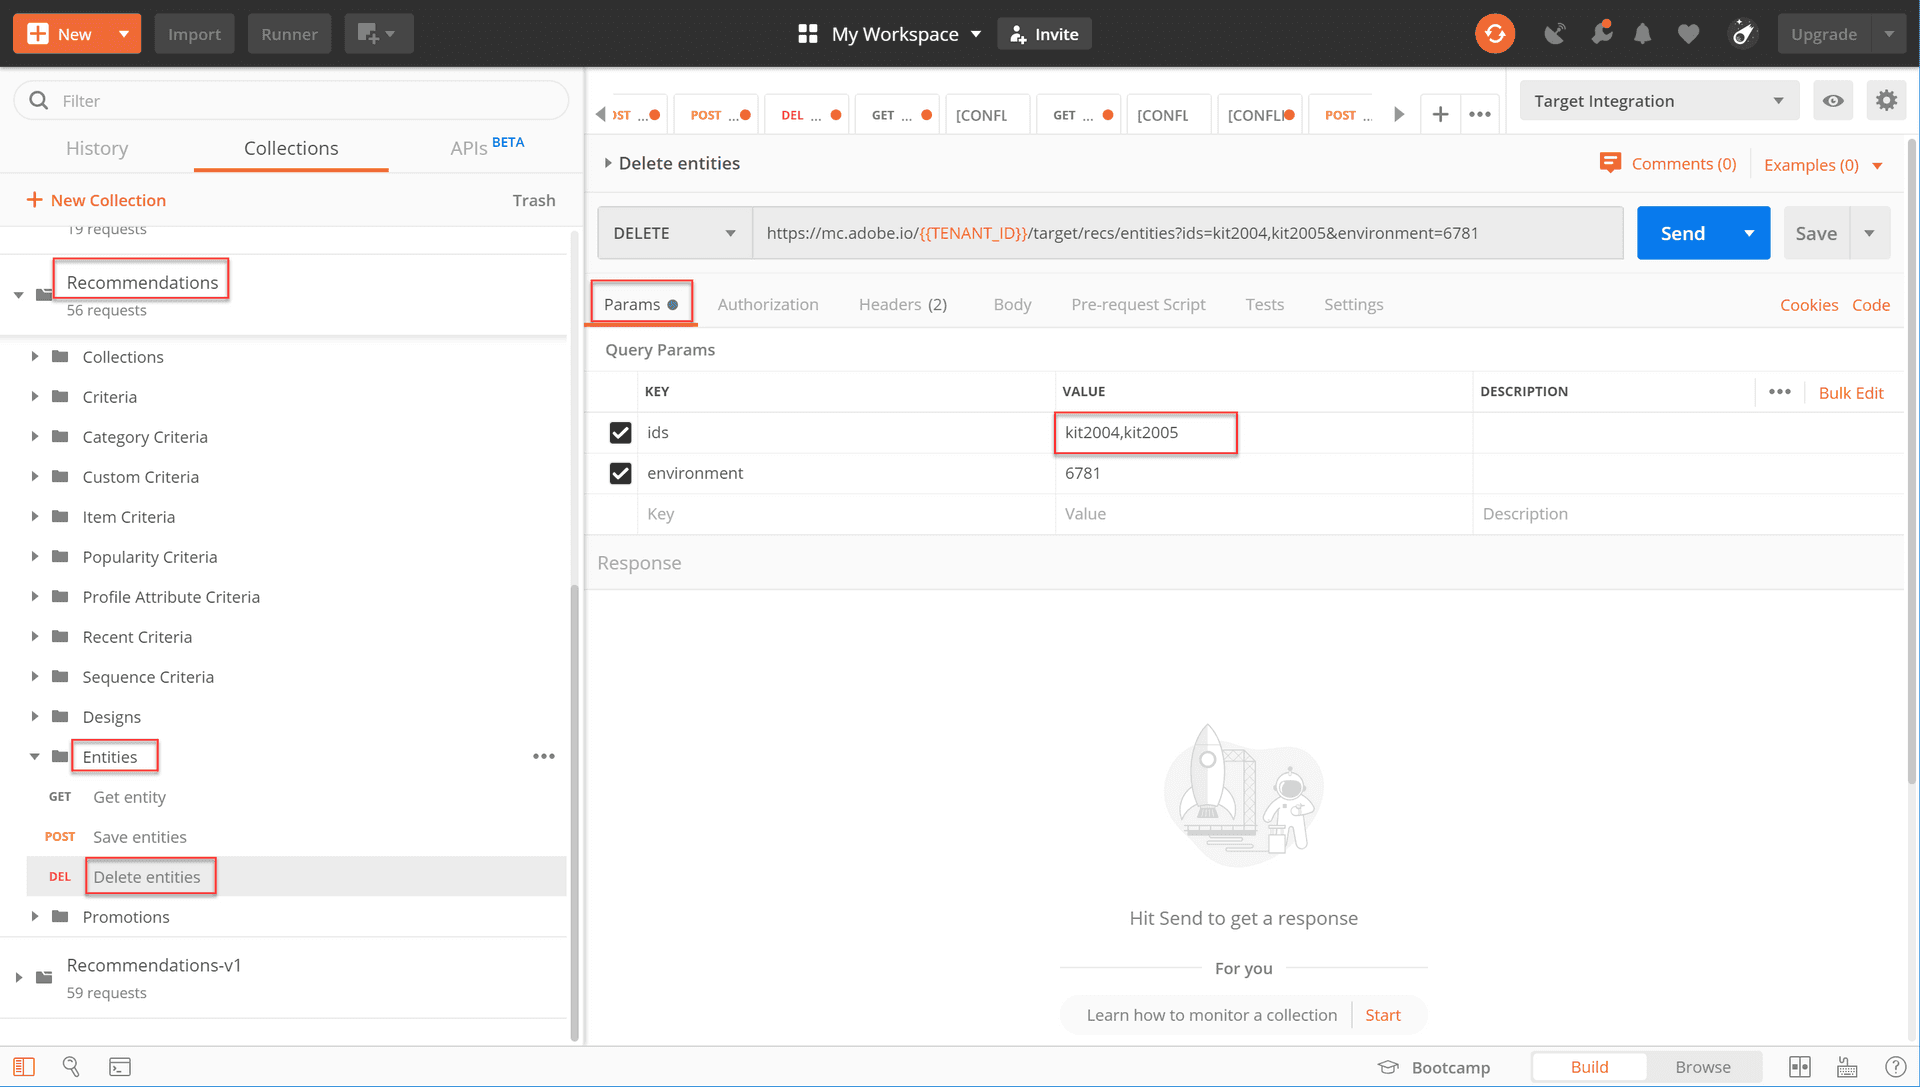 New Import Runner My Workspace Invite Upgrade
Filter
History Collections APIs BETA
New Collection Trash
19 requests
Recommendations
56 requests
Collections
Criteria
Category Criteria
Custom Criteria
Item Criteria
Popularity Criteria
Profile Attribute Criteria
Recent Criteria
Sequence Criteria
Designs
Entities
GET Get entity
POST Save entities
DEL Delete entities
Promotions
Recommendations-v1
59 requests
OST ... POST ... DEL ... GET ... [CONFL GET ... [CONFL [CONFLI POST ... Target Integration
Delete entities Comments (0) Examples (0)
DELETE https://mc.adobe.io/{{TENANT_ID}}/target/recs/entities?ids=kit2004,kit2005&environment=6781 Send Save
Params Authorization Headers (2) Body Pre-request Script Tests Settings Cookies Code
Query Params
KEY VALUE DESCRIPTION Bulk Edit
ids kit2004,kit2005
environment 6781
Key Value Description
Response
Hit Send to get a response
For you
Learn how to monitor a collection Start
Bootcamp Build Browse